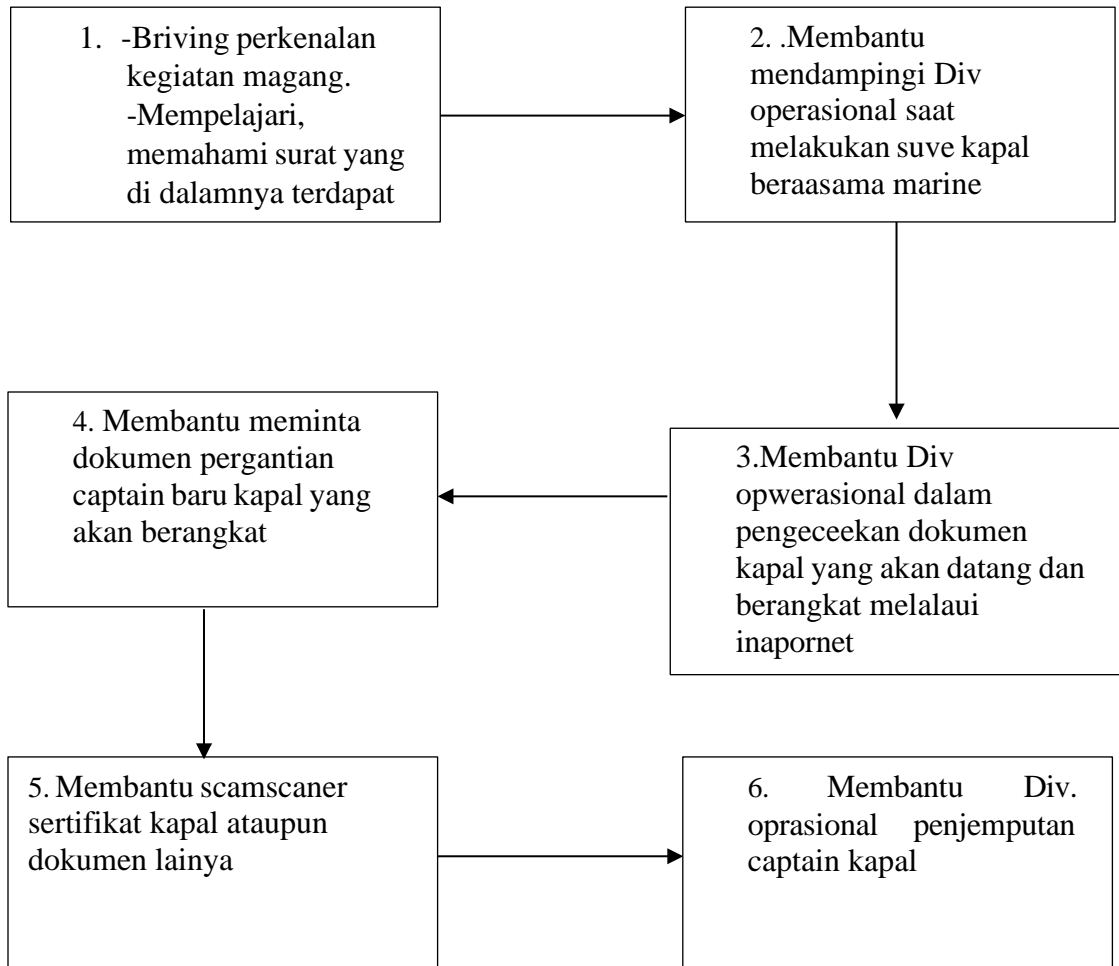 1. -Briving perkenalan
kegiatan magang.
-Mempelajari,
memahami surat yang
di dalamnya terdapat
2. .Membantu
mendampingi Div
operasional saat
melakukan suve kapal
beraasama marine
3.Membantu Div
opwerasional dalam
pengeceekan dokumen
kapal yang akan datang dan
berangkat melalaui
inapornet
4. Membantu meminta
dokumen pergantian
captain baru kapal yang
akan berangkat
5. Membantu scamscaner
sertifikat kapal ataupun
dokumen lainya
6. Membantu Div.
oprasional penjemputan
captain kapal